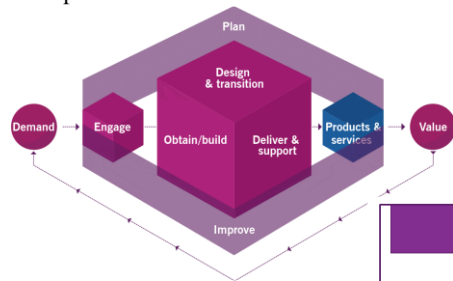 Plan
Design
& transition
Demand
Engage
Obtain/build
Deliver &
support
Products &
services
Value
Improve